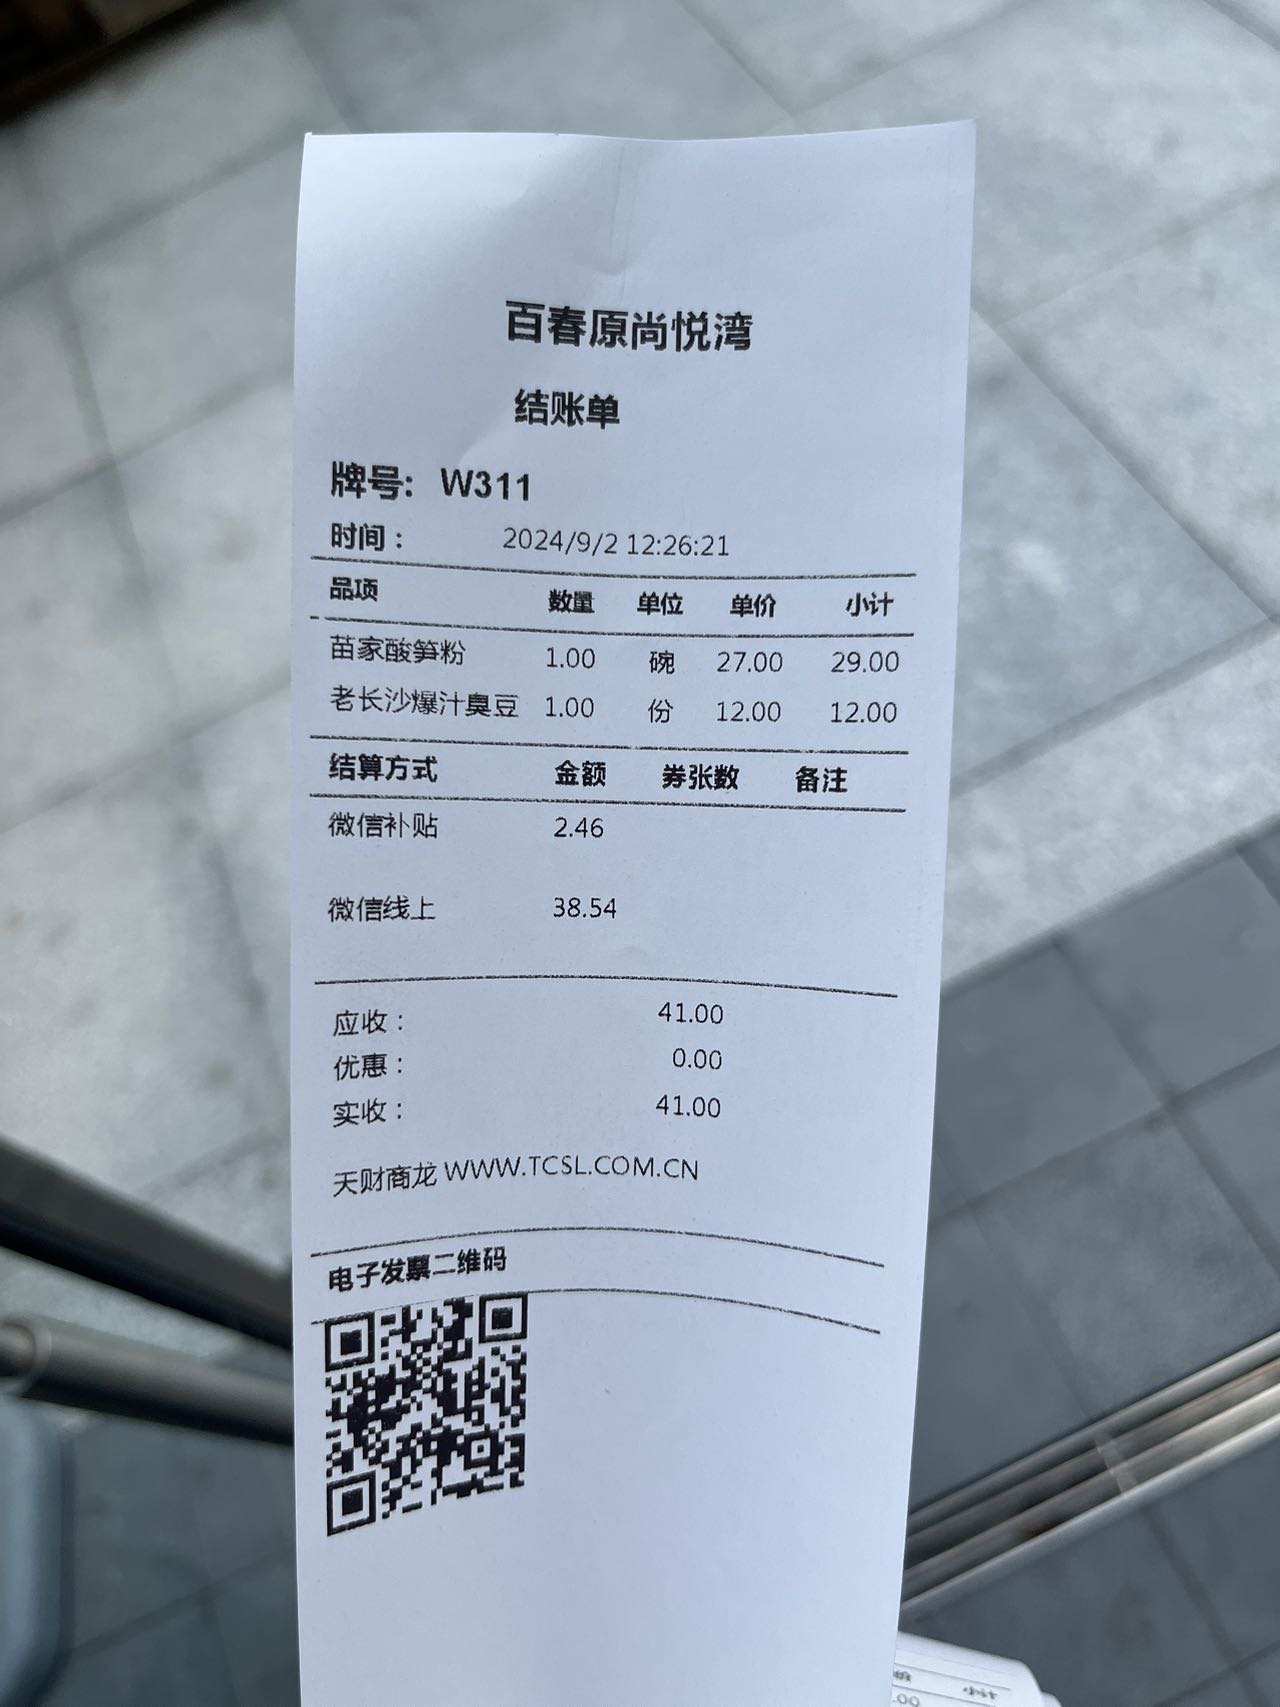 百春原尚悦湾
结账单
牌号: W311
时间： 2024/9/2 12:26:21
品项 数量 单位 单价 小计
苗家酸笋粉 1.00 碗 27.00 29.00
老长沙爆汁臭豆 1.00 份 12.00 12.00
结算方式 金额 券张数 备注
微信补贴 2.46
微信线上 38.54
应收： 41.00
优惠： 0.00
实收： 41.00
天财商龙 WWW.TCSL.COM.CN
电子发票二维码
小计
.00